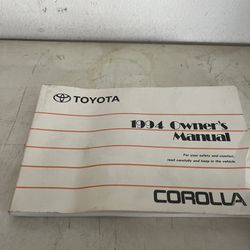 TOYOTA
1994 Owner's
Manual
For your safety and comfort,
read carefully and keep in the vehicle.
COROLLA